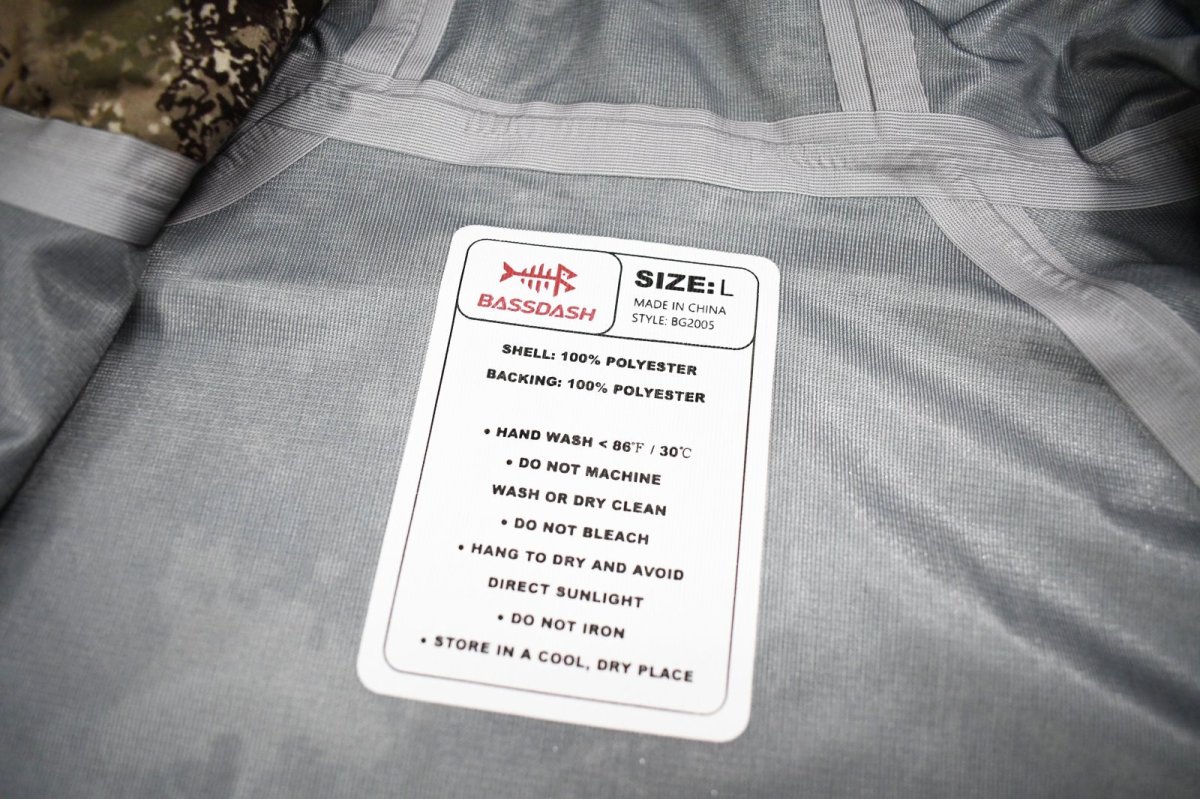 BASSDASH
SIZE: L
MADE IN CHINA
STYLE: BG2005
SHELL: 100% POLYESTER
BACKING: 100% POLYESTER
• HAND WASH < 86℉ / 30℃
• DO NOT MACHINE
WASH OR DRY CLEAN
• DO NOT BLEACH
• HANG TO DRY AND AVOID
DIRECT SUNLIGHT
• DO NOT IRON
• STORE IN A COOL, DRY PLACE